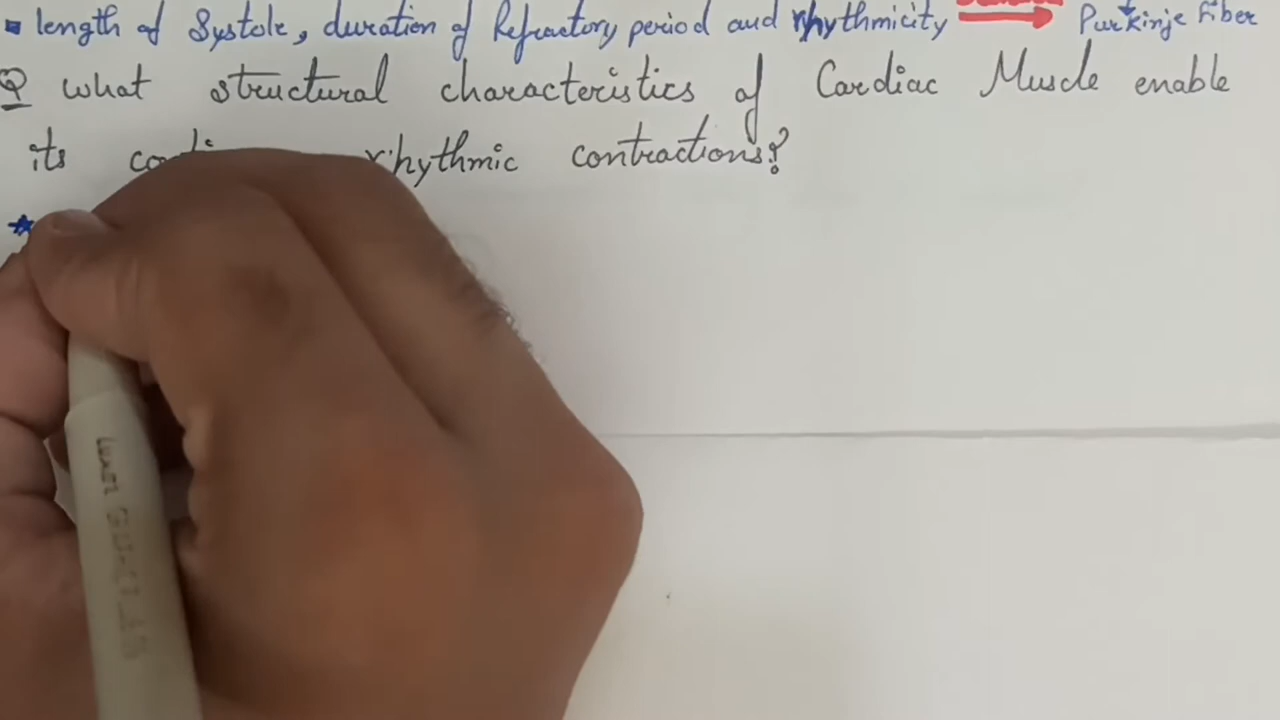 ▪ length of Systole, duration of Refractory period and rhythmicity Purkinje Fiber
Q what structural characteristics of Cardiac Muscle enable
its rhythmic contractions?